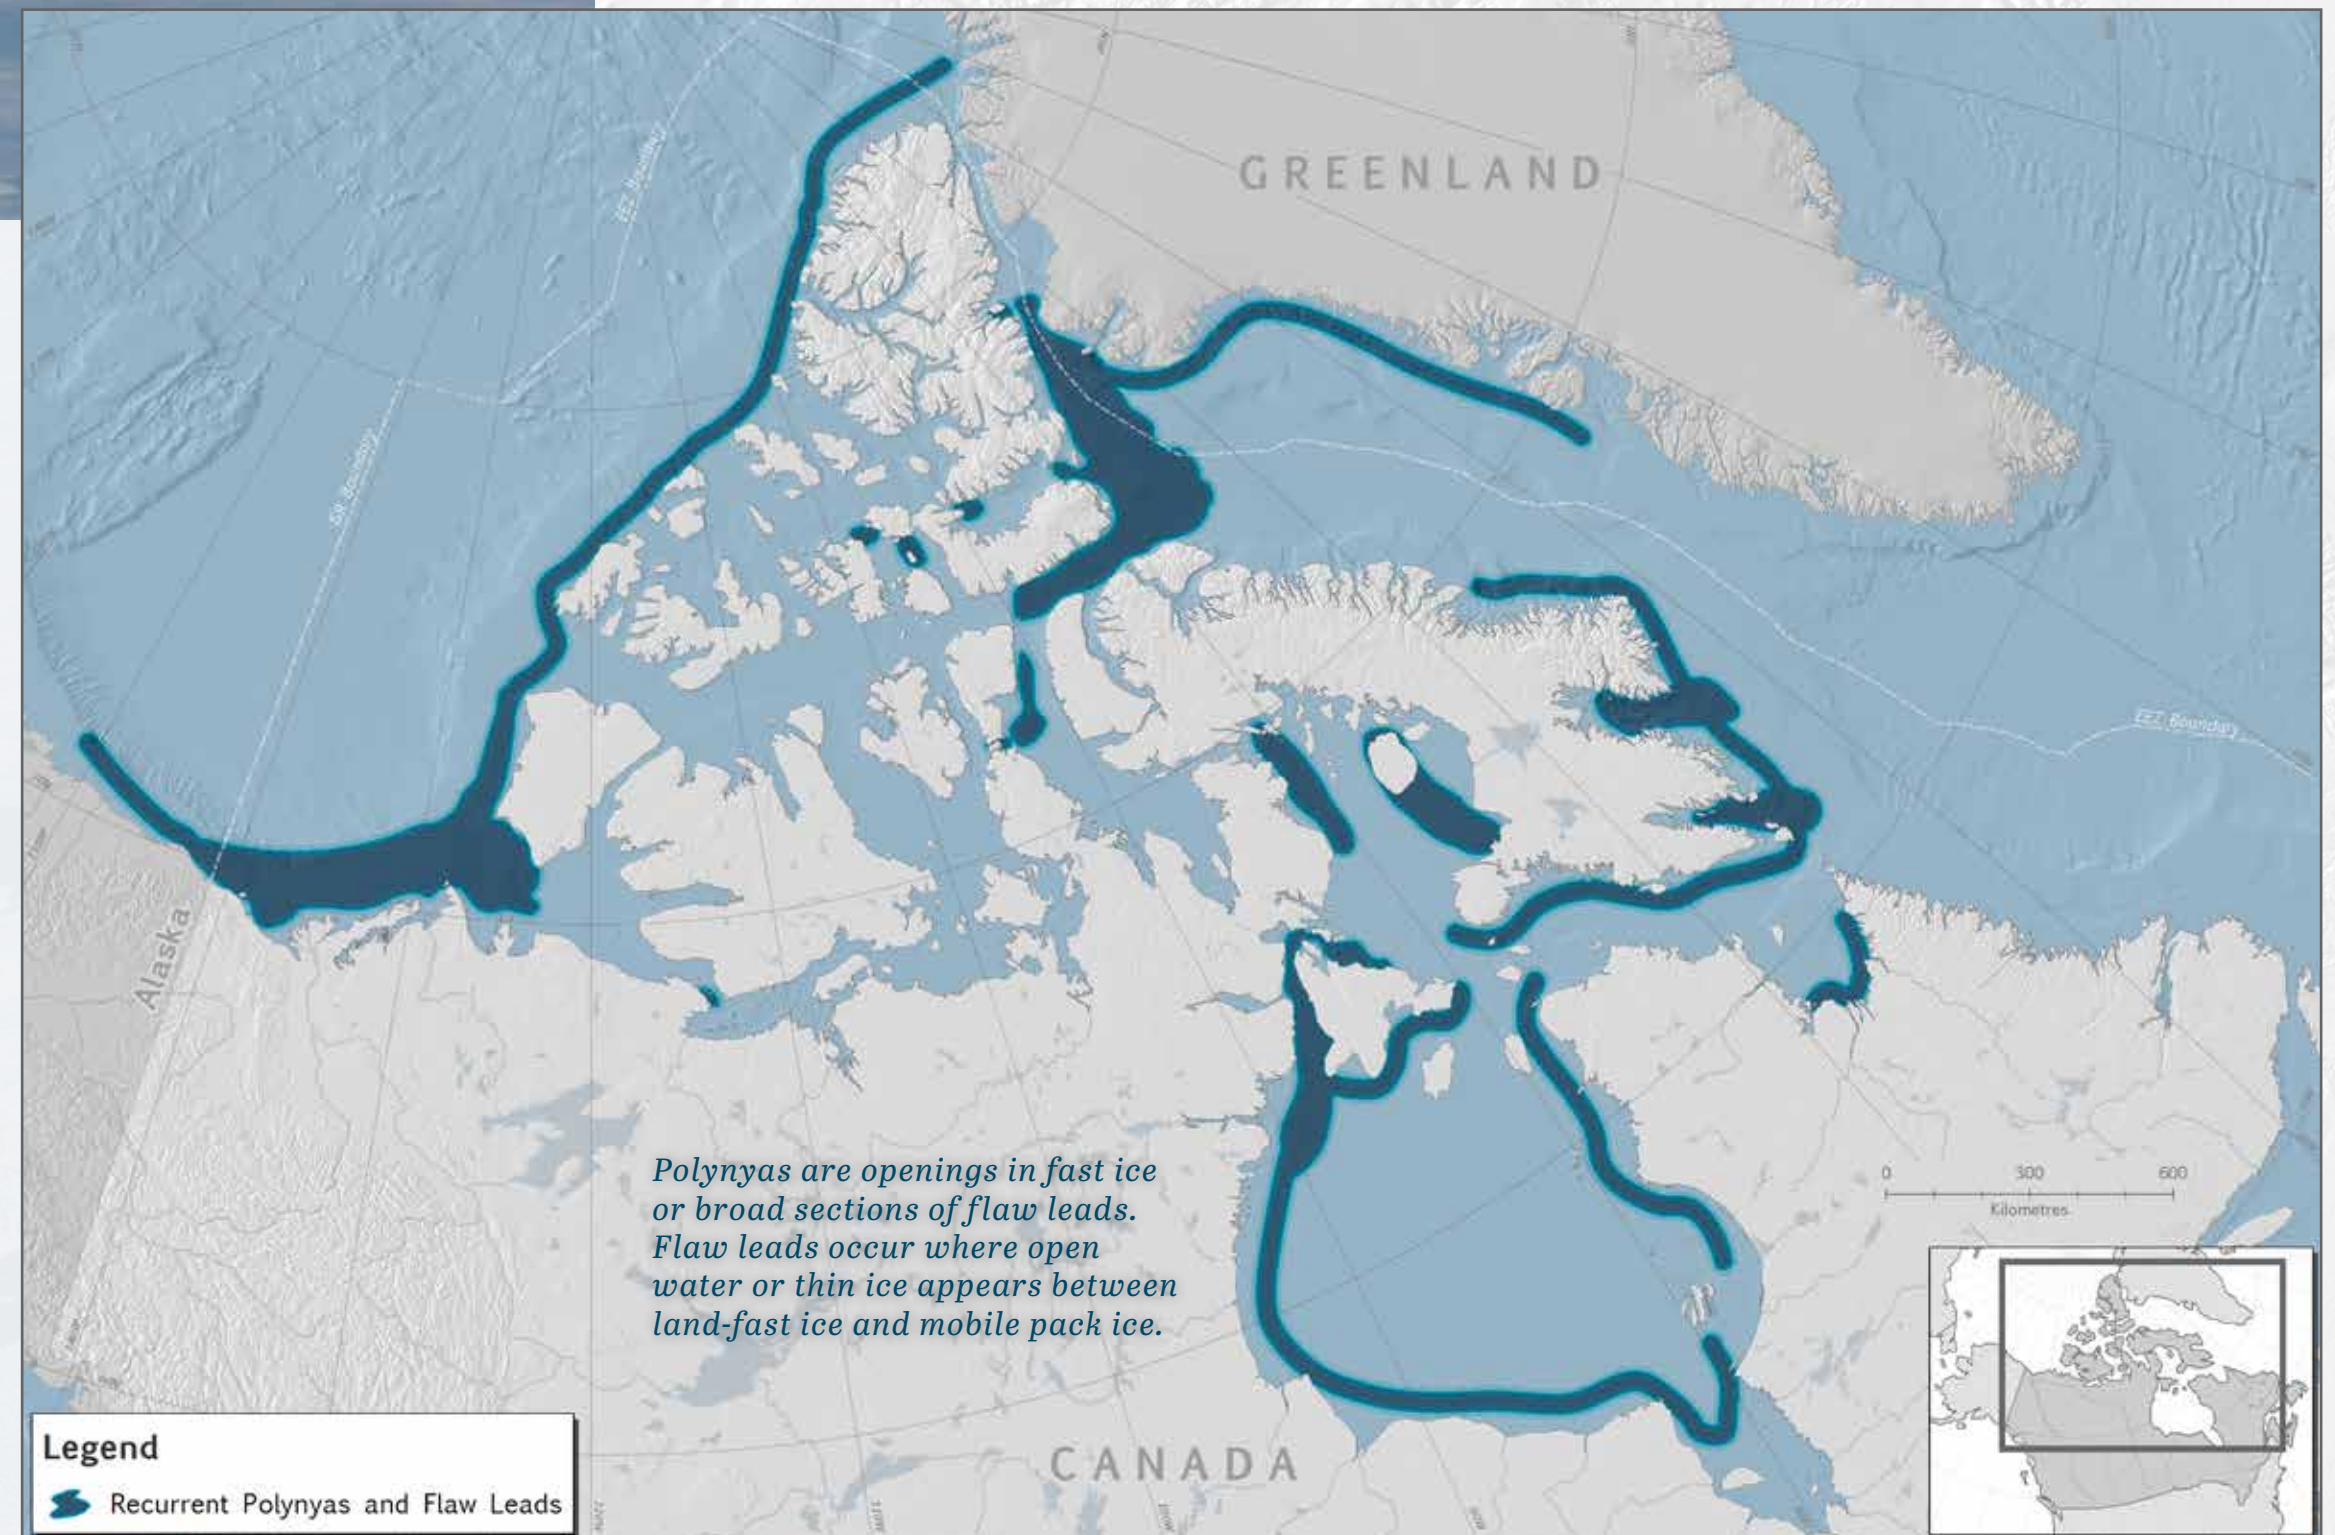 GREENLAND
EEZ Boundary
EEZ Boundary
EEZ Boundary
Alaska
Polynyas are openings in fast ice
or broad sections of flaw leads.
Flaw leads occur where open
water or thin ice appears between
land-fast ice and mobile pack ice.
0 300 600
Kilometres
CANADA
Legend
Recurrent Polynyas and Flaw Leads